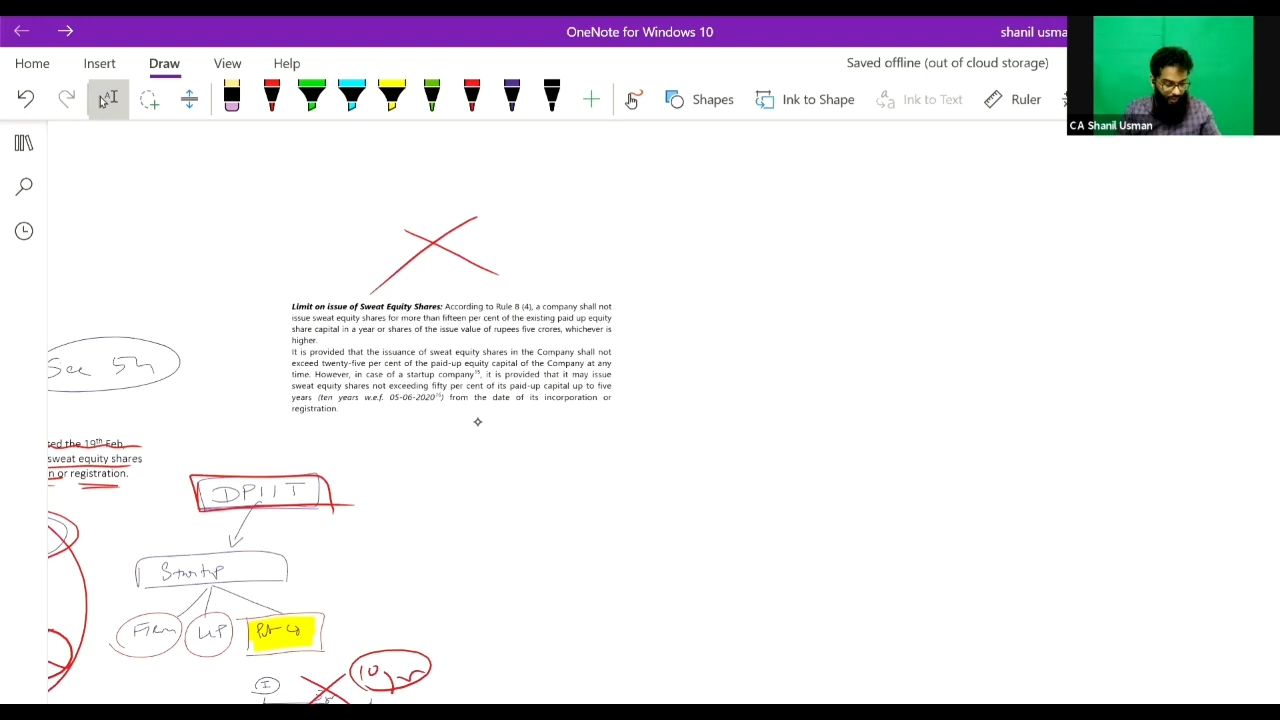 OneNote for Windows 10
shanil usma
Home Insert Draw View Help
Saved offline (out of cloud storage)
Shapes Ink to Shape Ink to Text Ruler
CA Shanil Usman
Limit on issue of Sweat Equity Shares: According to Rule 8 (4), a company shall not
issue sweat equity shares for more than fifteen per cent of the existing paid up equity
share capital in a year or shares of the issue value of rupees five crores, whichever is
higher.
It is provided that the issuance of sweat equity shares in the Company shall not
exceed twenty-five per cent of the paid-up equity capital of the Company at any
time. However, in case of a startup company, it is provided that it may issue
sweat equity shares not exceeding fifty per cent of its paid-up capital up to five
years (ten years w.e.f. 05-06-2020) from the date of its incorporation or
registration.
Sec 54
ted the 19th Feb,
sweat equity shares
n or registration.
DPIIT
Startup
Firm LLP Pvt Co
I
10 yr